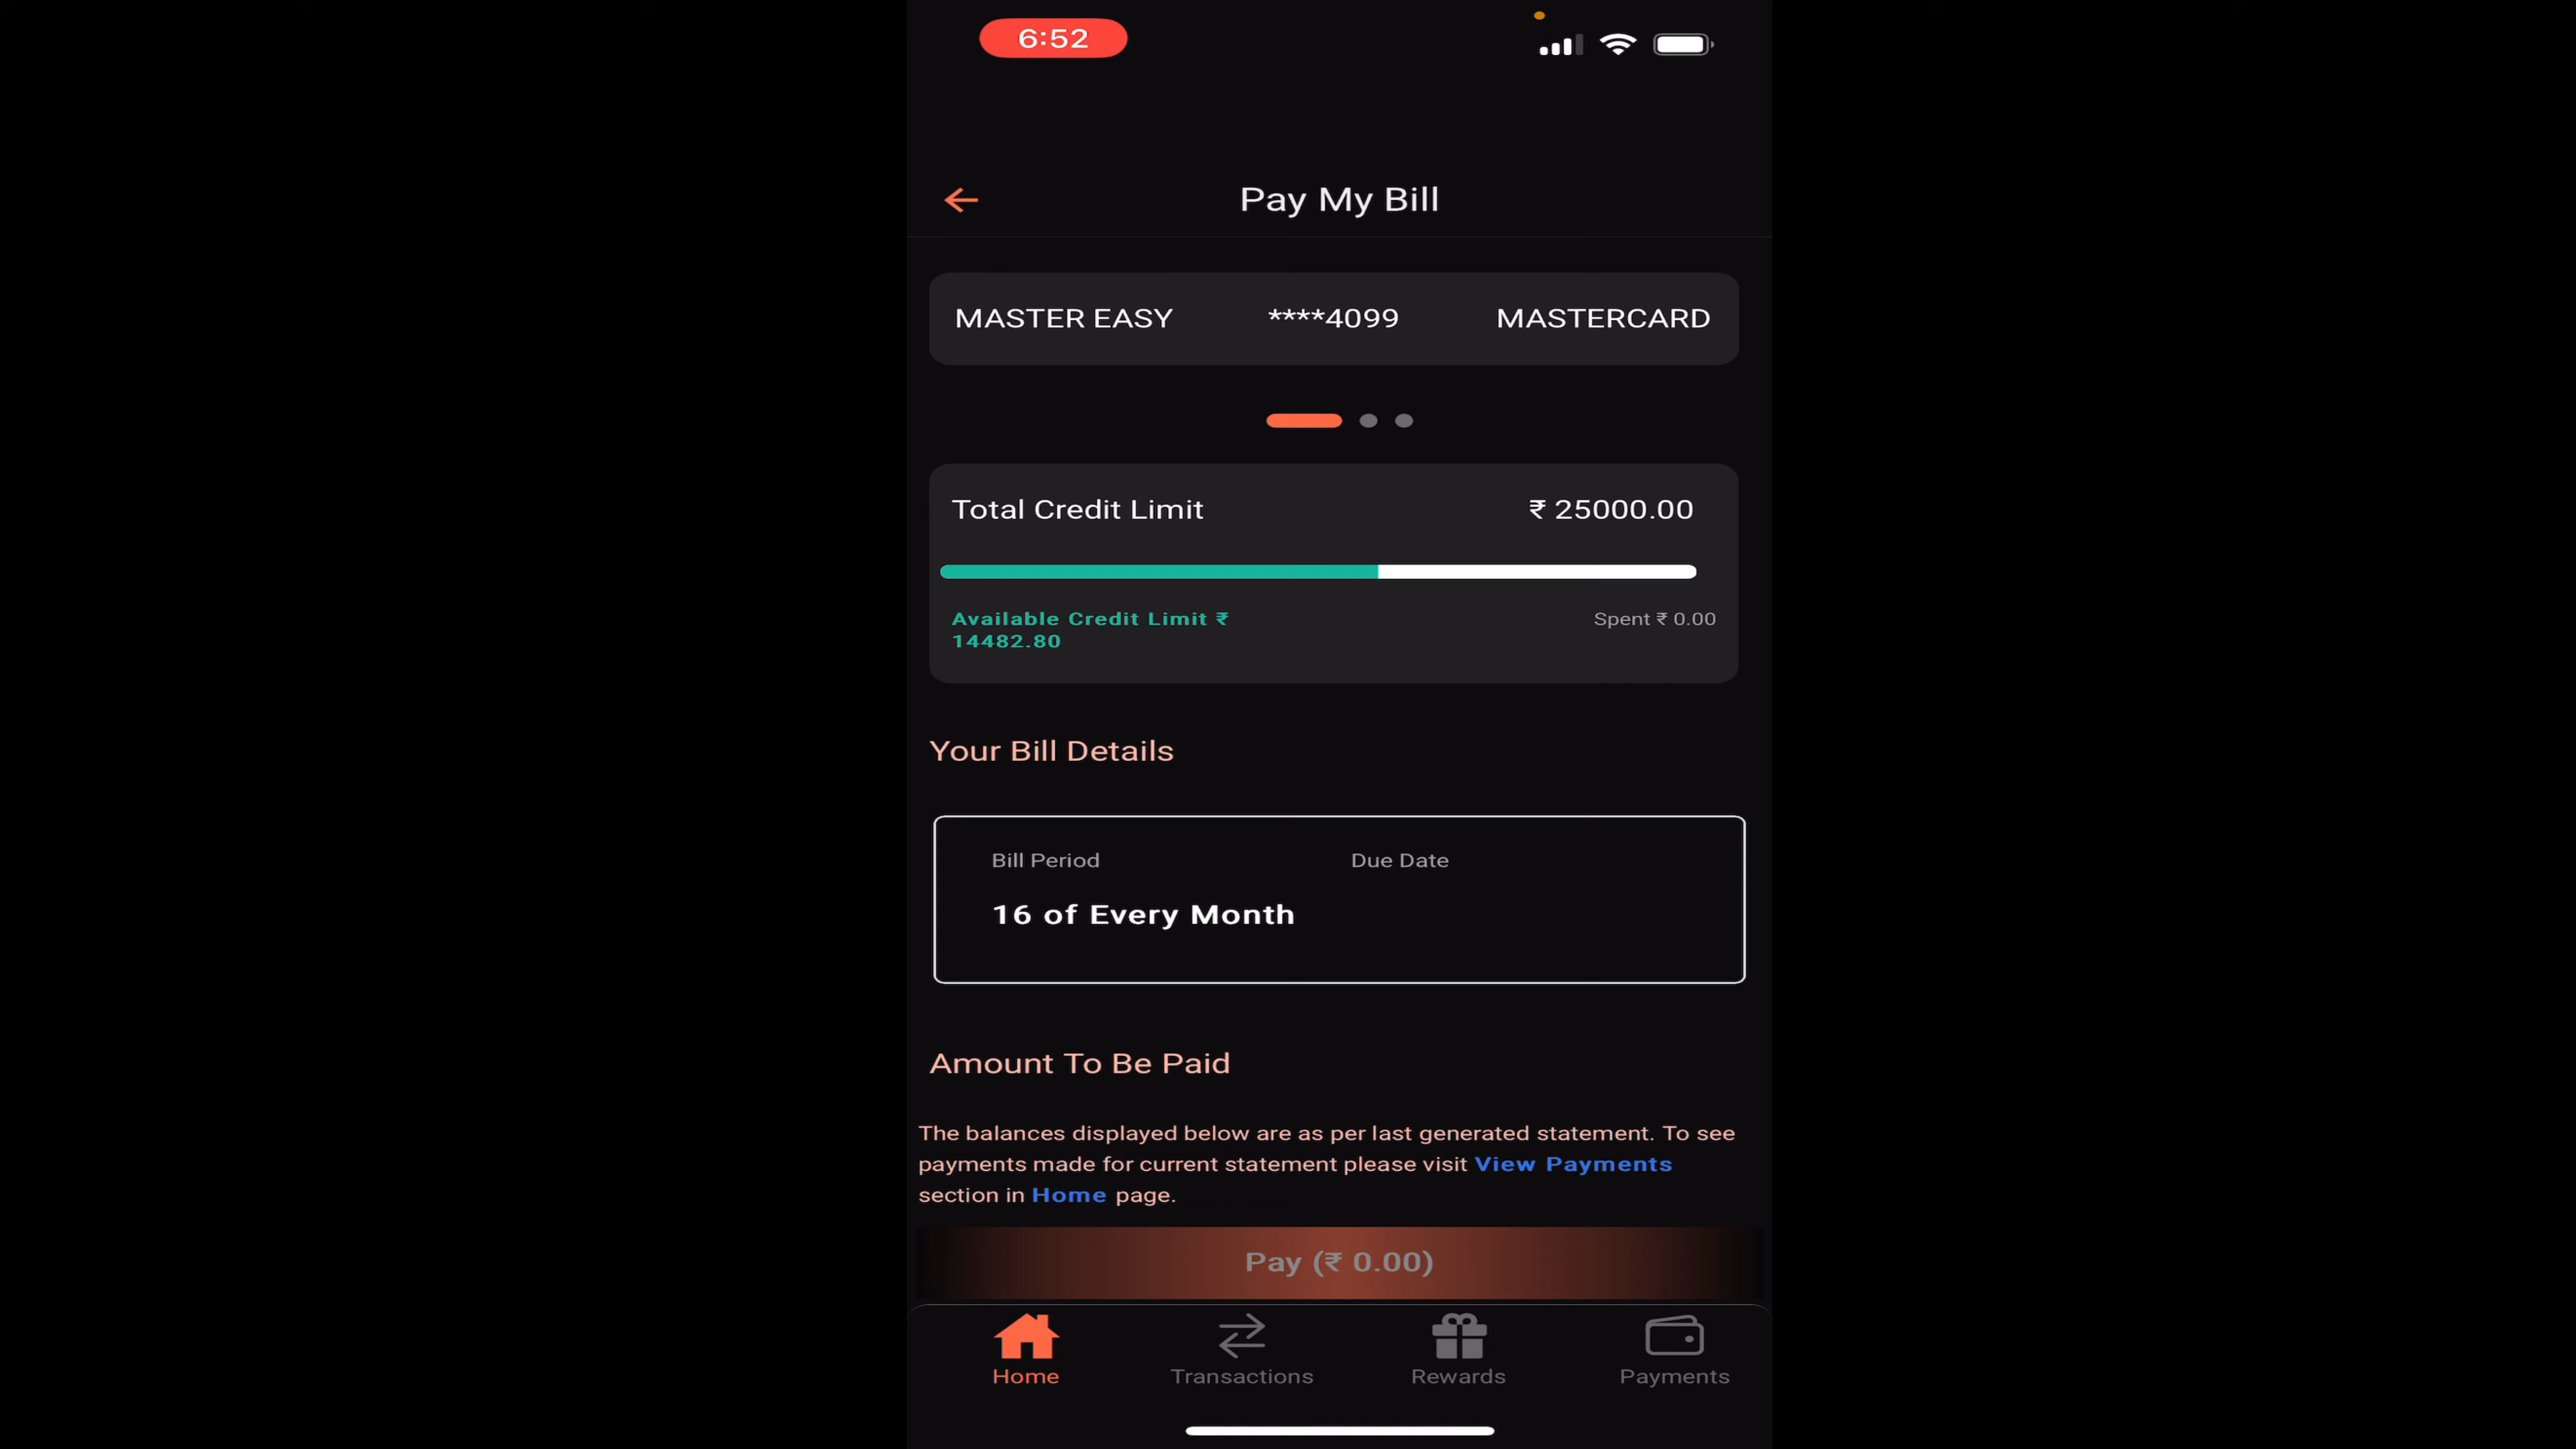 6:52
Pay My Bill
MASTER EASY ****4099 MASTERCARD
Total Credit Limit ₹ 25000.00
Available Credit Limit ₹ Spent ₹ 0.00
14482.80
Your Bill Details
Bill Period Due Date
16 of Every Month
Amount To Be Paid
The balances displayed below are as per last generated statement. To see
payments made for current statement please visit View Payments
section in Home page.
Pay (₹ 0.00)
Home Transactions Rewards Payments